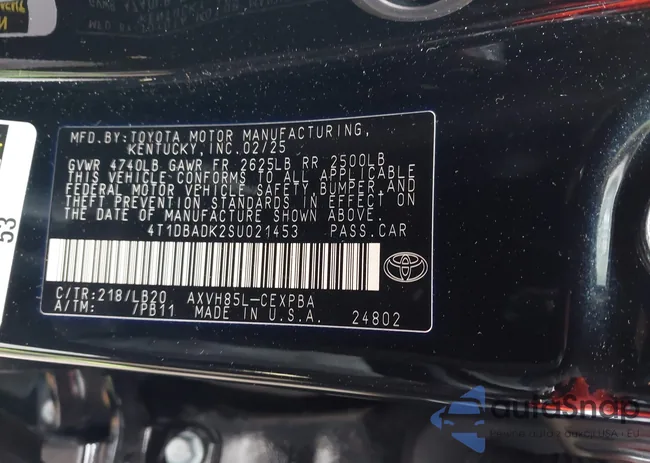 MFD.BY:TOYOTA MOTOR MANUFACTURING,
KENTUCKY, INC.02/25
GVWR 4740LB GAWR FR 2625LB RR 2500LB
THIS VEHICLE CONFORMS TO ALL APPLICABLE
FEDERAL MOTOR VEHICLE SAFETY,BUMPER,AND
THEFT PREVENTION STANDARDS IN EFFECT ON
THE DATE OF MANUFACTURE SHOWN ABOVE.
4T1DBADK2SU021453 PASS.CAR
C/TR:218/LB20 AXVH85L-CEXPBA
A/TM: -/PB11 MADE IN U.S.A. 24802
53
autoSnap